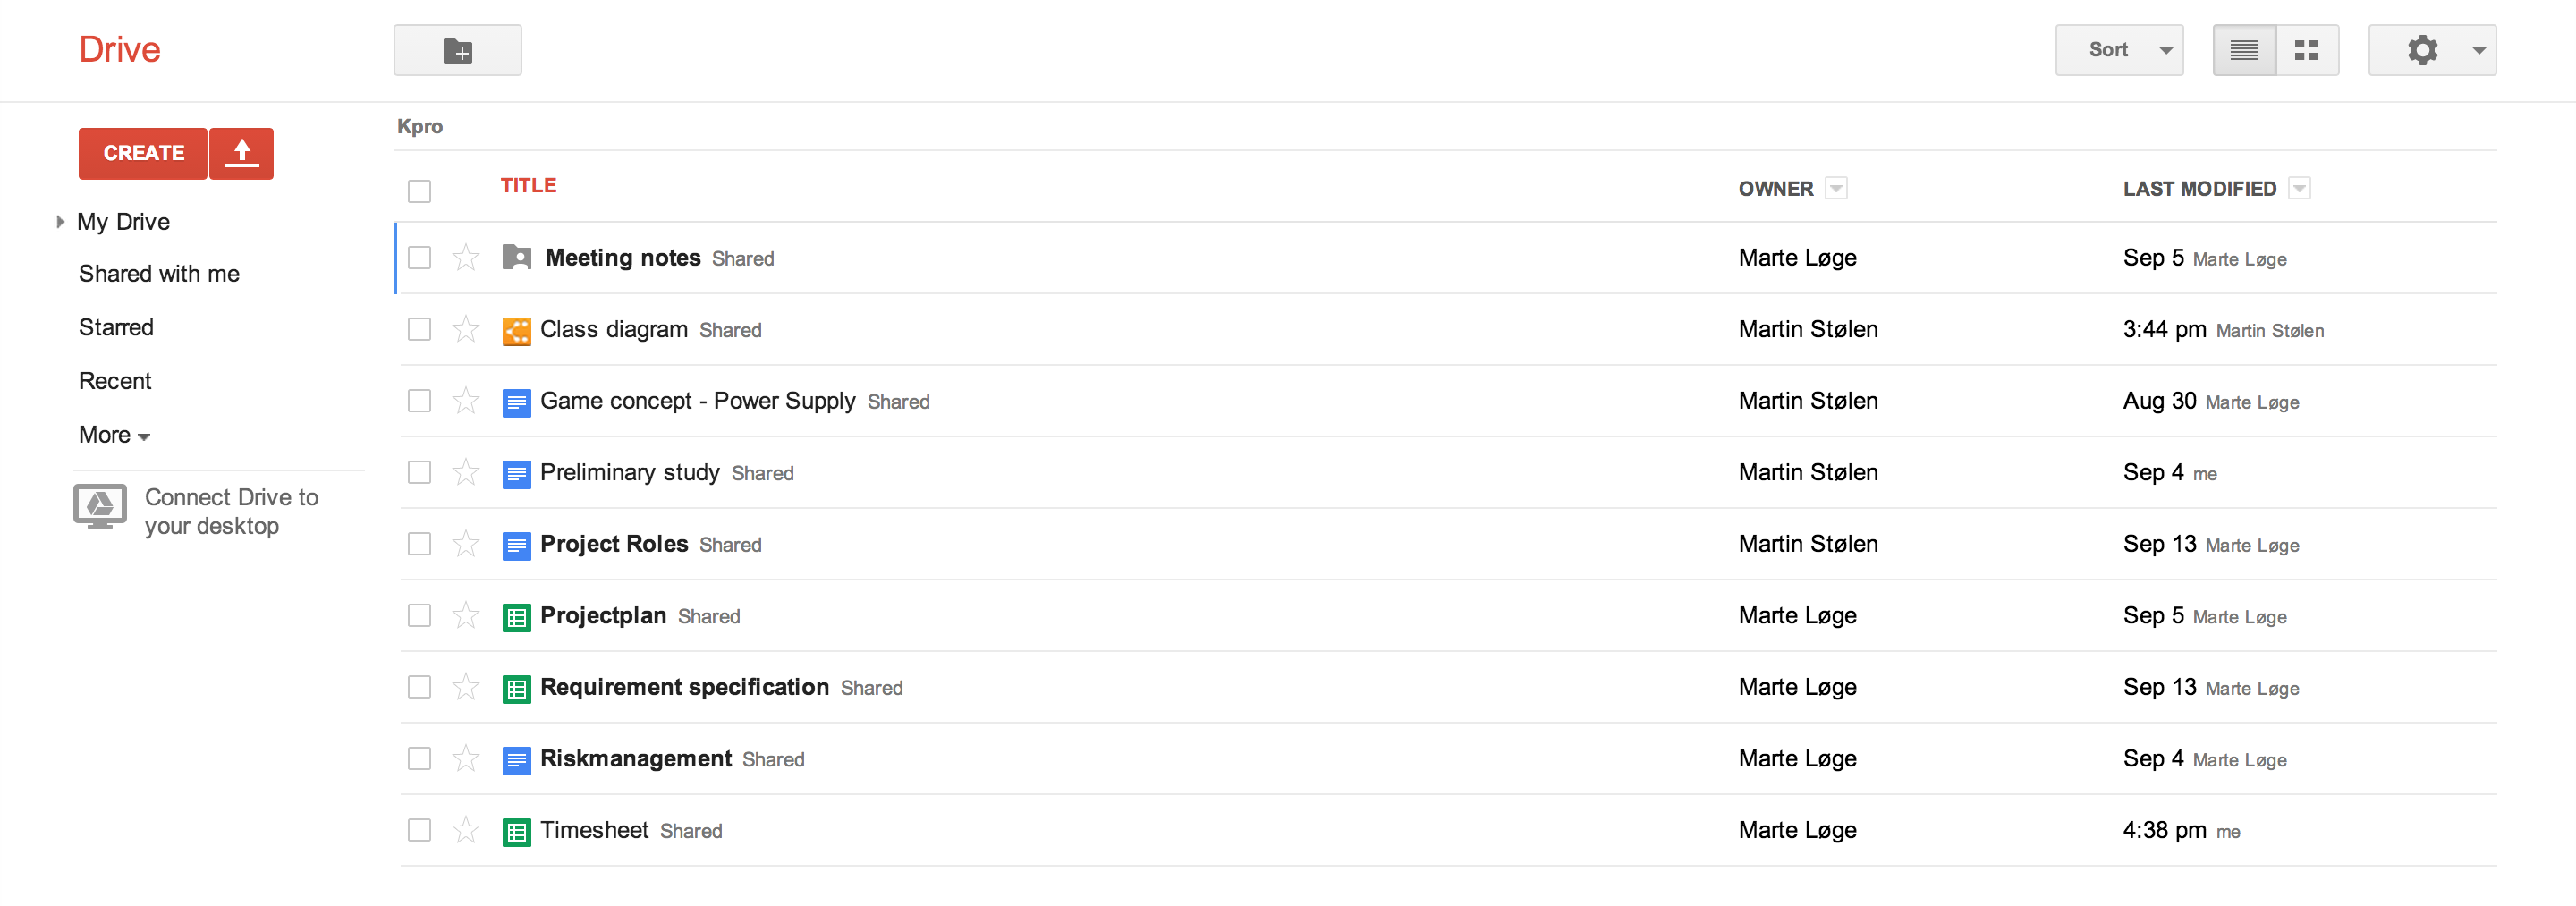 Drive
Sort
CREATE
My Drive
Shared with me
Starred
Recent
More
Connect Drive to
your desktop
Kpro
TITLE OWNER LAST MODIFIED
Meeting notes Shared Marte Løge Sep 5 Marte Løge
Class diagram Shared Martin Stølen 3:44 pm Martin Stølen
Game concept - Power Supply Shared Martin Stølen Aug 30 Marte Løge
Preliminary study Shared Martin Stølen Sep 4 me
Project Roles Shared Martin Stølen Sep 13 Marte Løge
Projectplan Shared Marte Løge Sep 5 Marte Løge
Requirement specification Shared Marte Løge Sep 13 Marte Løge
Riskmanagement Shared Marte Løge Sep 4 Marte Løge
Timesheet Shared Marte Løge 4:38 pm me